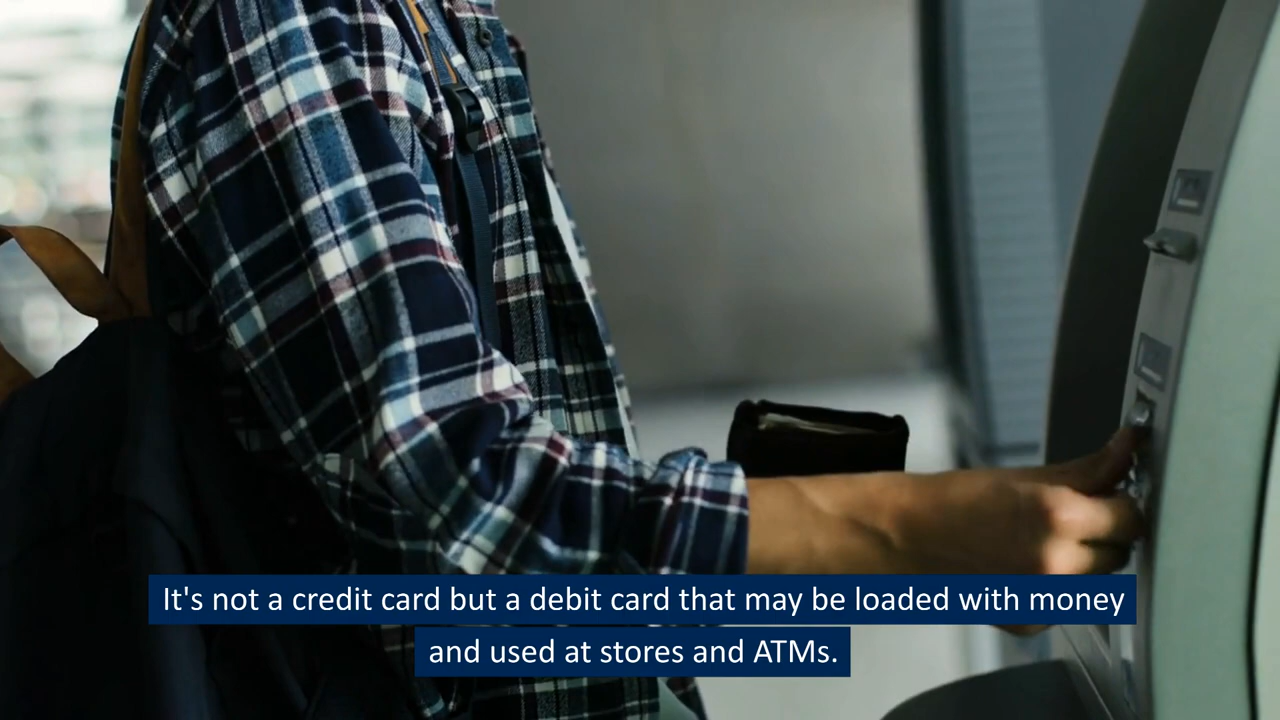 It's not a credit card but a debit card that may be loaded with money
and used at stores and ATMs.